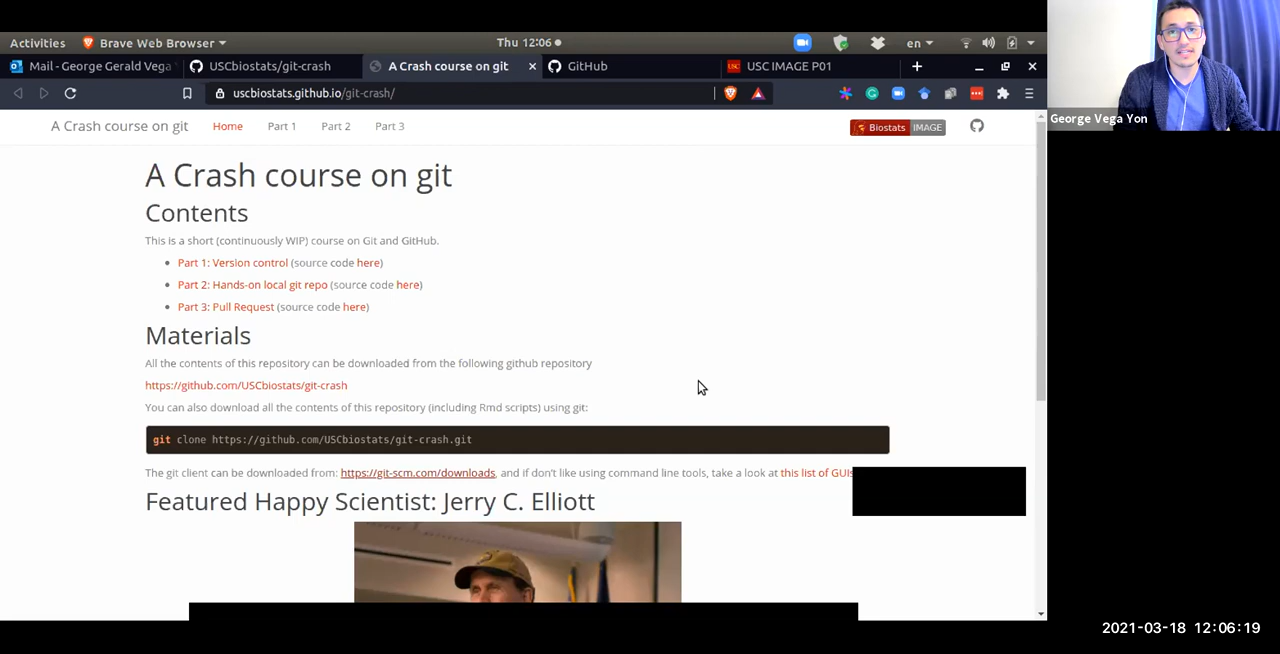 Activities Brave Web Browser Thu 12:06 en
Mail - George Gerald Vega USCbiostats/git-crash A Crash course on git GitHub USC IMAGE P01
uscbiostats.github.io/git-crash/
A Crash course on git Home Part 1 Part 2 Part 3 Biostats IMAGE
George Vega Yon
A Crash course on git
Contents
This is a short (continuously WIP) course on Git and GitHub.
Part 1: Version control (source code here)
Part 2: Hands-on local git repo (source code here)
Part 3: Pull Request (source code here)
Materials
All the contents of this repository can be downloaded from the following github repository
https://github.com/USCbiostats/git-crash
You can also download all the contents of this repository (including Rmd scripts) using git:
git clone https://github.com/USCbiostats/git-crash.git
The git client can be downloaded from: https://git-scm.com/downloads, and if don't like using command line tools, take a look at this list of GUIs
Featured Happy Scientist: Jerry C. Elliott
2021-03-18 12:06:19